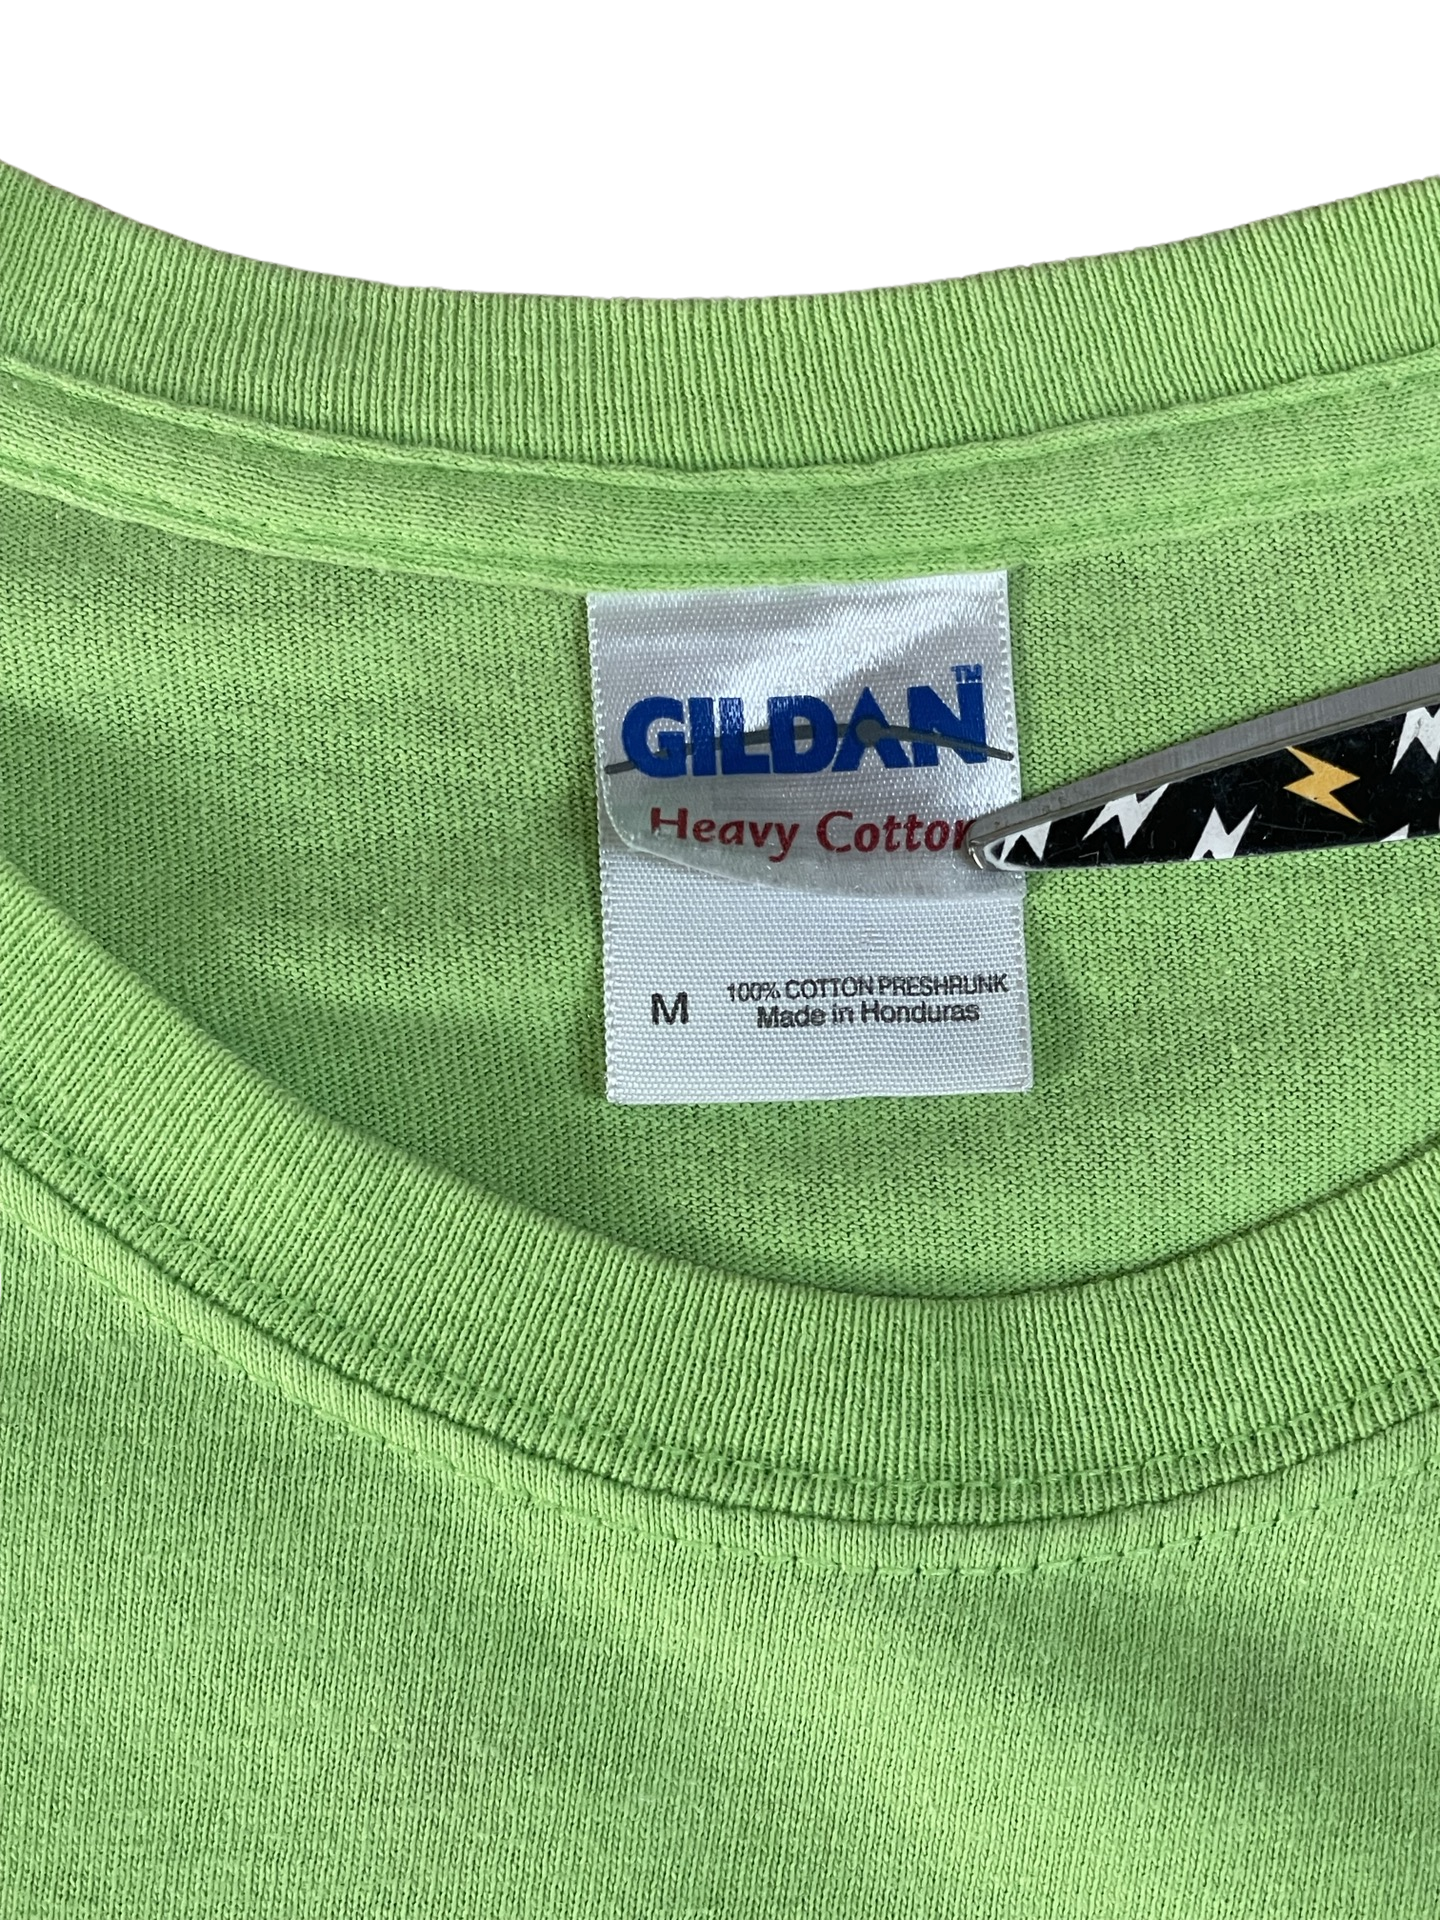 GILDAN™
Heavy Cotton
M 100% COTTON PRESHRUNK
Made in Honduras